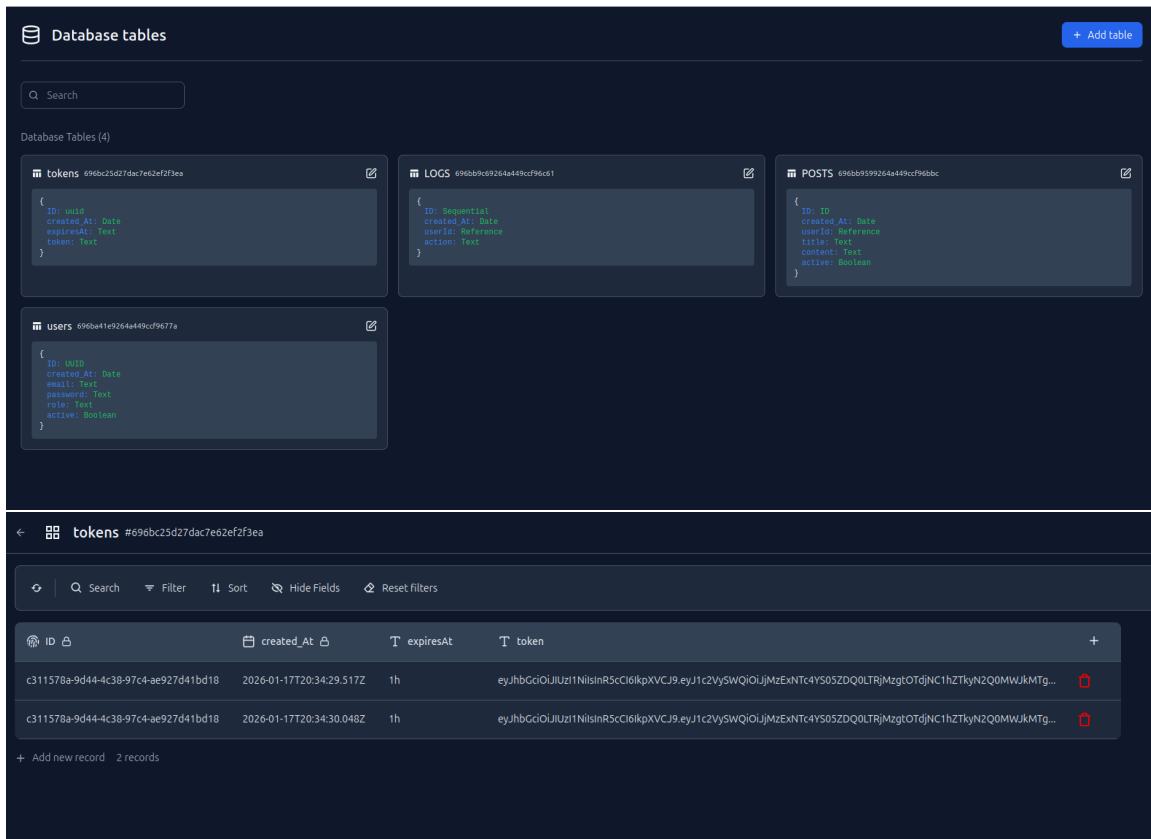 Database tables
+ Add table
Search
Database Tables (4)
tokens 696bc25d27dac7e62ef2f3ea
{
ID: uuid
created_At: Date
expiresAt: Text
token: Text
}
LOGS 696bb9c69264a449ccf96c61
{
ID: Sequential
created_At: Date
userId: Reference
action: Text
}
POSTS 696bb9599264a449ccf96bbc
{
ID: ID
created_At: Date
userId: Reference
title: Text
content: Text
active: Boolean
}
users 696ba41e9264a449ccf9677a
{
ID: UUID
created_At: Date
email: Text
password: Text
role: Text
active: Boolean
}
tokens #696bc25d27dac7e62ef2f3ea
Search Filter Sort Hide Fields Reset filters
ID created_At expiresAt token +
c311578a-9d44-4c38-97c4-ae927d41bd18 2026-01-17T20:34:29.517Z 1h eyJhbGciOiJIUzI1NiIsInR5cCI6IkpXVCJ9.eyJ1c2VySWQiOiJjMzExNTc4YS05ZDQ0LTRjMzgtOTdjNC1hZTkyN2Q0MWJkMTg...
c311578a-9d44-4c38-97c4-ae927d41bd18 2026-01-17T20:34:30.048Z 1h eyJhbGciOiJIUzI1NiIsInR5cCI6IkpXVCJ9.eyJ1c2VySWQiOiJjMzExNTc4YS05ZDQ0LTRjMzgtOTdjNC1hZTkyN2Q0MWJkMTg...
+ Add new record 2 records